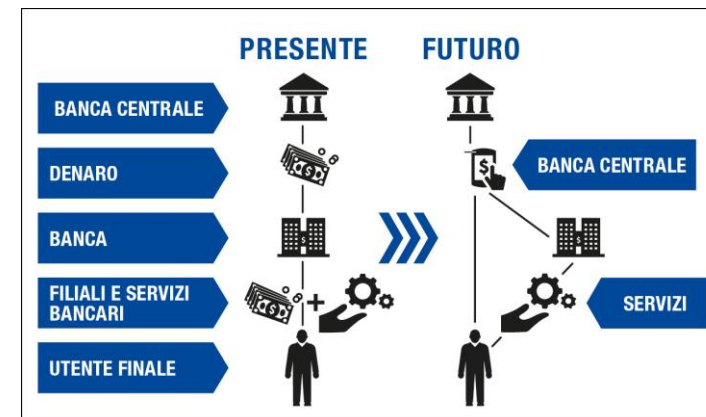 PRESENTE
FUTURO
BANCA CENTRALE
DENARO
BANCA CENTRALE
BANCA
FILIALI E SERVIZI
BANCARI
SERVIZI
UTENTE FINALE